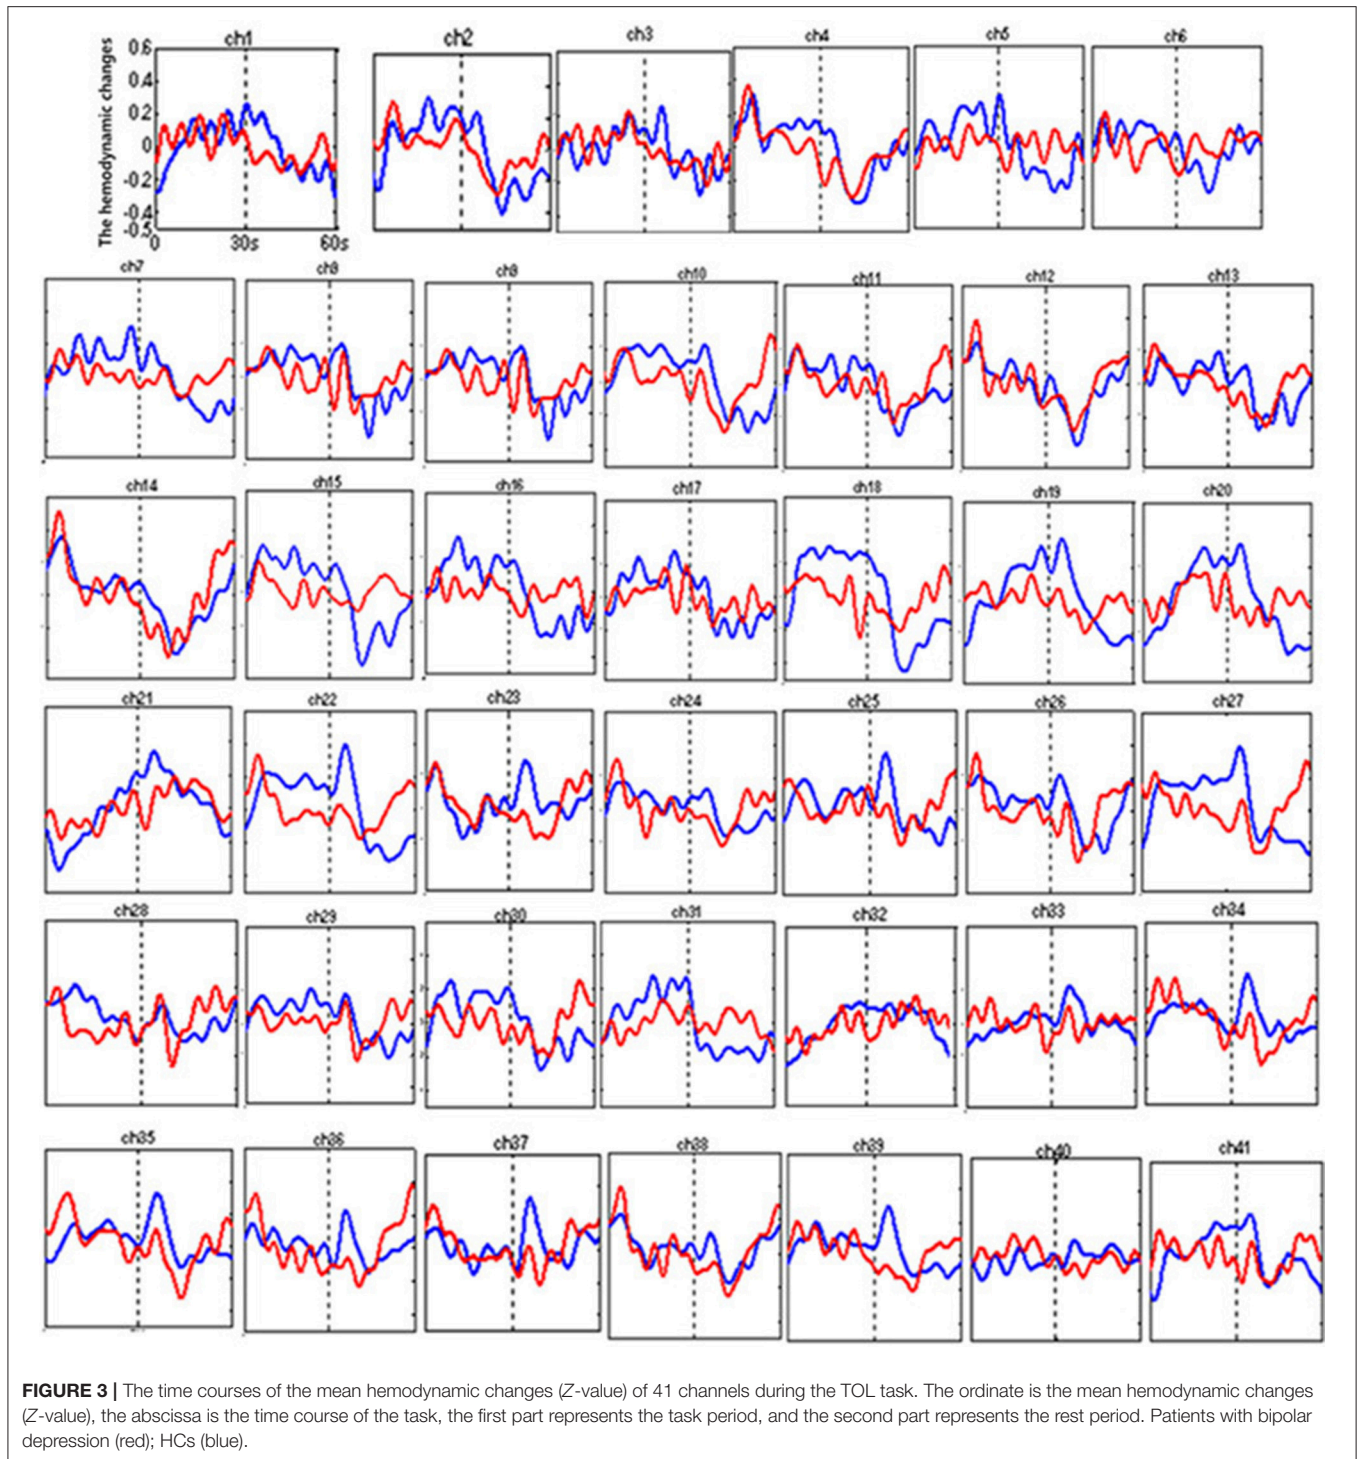 ch1
ch2
ch3
ch4
ch5
ch6
The hemodynamic changes
0.6
0.4
0.2
0
-0.2
-0.4
-0.5
0
30s
60s
ch7
ch9
ch9
ch10
ch11
ch12
ch13
ch14
ch15
ch16
ch17
ch18
ch19
ch20
ch21
ch22
ch23
ch24
ch25
ch26
ch27
ch28
ch29
ch30
ch31
ch32
ch33
ch34
ch35
ch36
ch37
ch38
ch39
ch40
ch41
FIGURE 3 | The time courses of the mean hemodynamic changes (Z-value) of 41 channels during the TOL task. The ordinate is the mean hemodynamic changes
(Z-value), the abscissa is the time course of the task, the first part represents the task period, and the second part represents the rest period. Patients with bipolar
depression (red); HCs (blue).